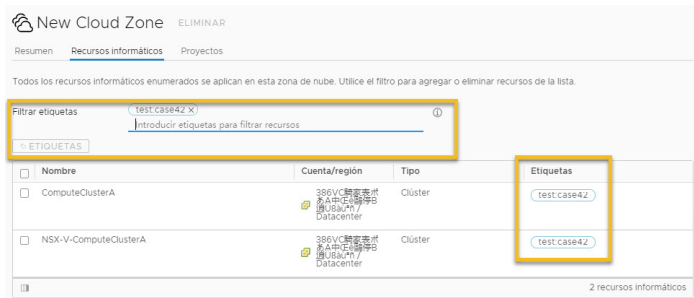 New Cloud Zone ELIMINAR
Resumen Recursos informáticos Proyectos
Todos los recursos informáticos enumerados se aplican en esta zona de nube. Utilice el filtro para agregar o eliminar recursos de la lista.
Filtrar etiquetas test:case42 ×
Introducir etiquetas para filtrar recursos
ETIQUETAS
Nombre Cuenta/región Tipo Etiquetas
ComputeClusterA Clúster test:case42
Datacenter
NSX-V-ComputeClusterA Clúster test:case42
Datacenter
2 recursos informáticos